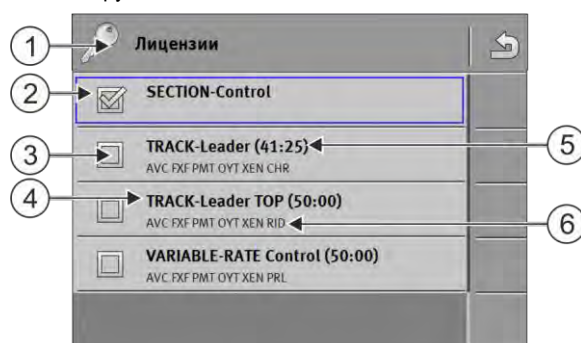 Лицензии
1
2
SECTION-Control
3
TRACK-Leader (41:25)
5
AVC FXF PMT OYT XEN CHR
4
TRACK-Leader TOP (50:00)
AVC FXF PMT OYT XEN RID
6
VARIABLE-RATE Control (50:00)
AVC FXF PMT OYT XEN PRL